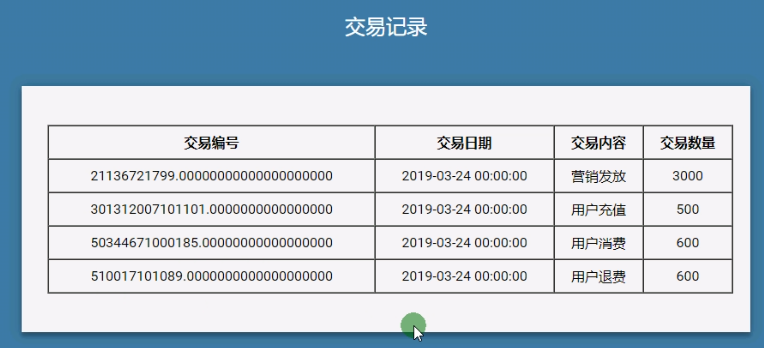 交易记录
交易编号 交易日期 交易内容 交易数量
21136721799.00000000000000000000 2019-03-24 00:00:00 营销发放 3000
301312007101101.0000000000000000 2019-03-24 00:00:00 用户充值 500
50344671000185.00000000000000000 2019-03-24 00:00:00 用户消费 600
510017101089.0000000000000000000 2019-03-24 00:00:00 用户退费 600